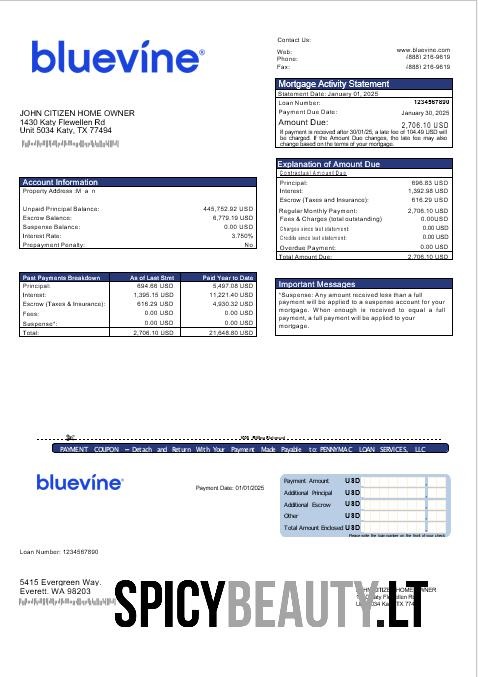 bluevine®
Contact Us:
Web: www.bluevine.com
Phone: (888) 216-9619
Fax: (888) 216-9619
Mortgage Activity Statement
Statement Date: January 01, 2025
Loan Number: 1234567890
Payment Due Date: January 30, 2025
Amount Due: 2,706.10 USD
If payment is received after 30/01/25, a late fee of 104.49 USD will
be charged. If the Amount Due changes, the late fee may also
change based on the terms of your mortgage.
JOHN CITIZEN HOME OWNER
1430 Katy Flewellen Rd
Unit 5034 Katy, TX 77494
Explanation of Amount Due
Contractual Amount Due
Principal: 696.83 USD
Interest: 1,392.98 USD
Escrow (Taxes and Insurance): 616.29 USD
Regular Monthly Payment: 2,706.10 USD
Fees & Charges (total outstanding) 0.00USD
Charges since last statement: 0.00 USD
Credits since last statement: 0.00 USD
Overdue Payment: 0.00 USD
Total Amount Due: 2,706.10 USD
Account Information
Property Address :M a n
Unpaid Principal Balance: 445,752.92 USD
Escrow Balance: 6,779.19 USD
Suspense Balance: 0.00 USD
Interest Rate: 3.750%
Prepayment Penalty: No
Past Payments Breakdown As of Last Stmt Paid Year to Date
Principal: 694.66 USD 5,497.08 USD
Interest: 1,395.15 USD 11,221.40 USD
Escrow (Taxes & Insurance): 616.29 USD 4,930.32 USD
Fees: 0.00 USD 0.00 USD
Suspense*: 0.00 USD 0.00 USD
Total: 2,706.10 USD 21,648.80 USD
Important Messages
*Suspense: Any amount received less than a full
payment will be applied to a suspense account for your
mortgage. When enough is received to equal a full
payment, a full payment will be applied to your
mortgage.
PAYMENT COUPON – Detach and Return With Your Payment Made Payable to: PENNYMAC LOAN SERVICES, LLC
bluevine®
Payment Date: 01/01/2025
Payment Amount USD
Additional Principal USD
Additional Escrow USD
Other USD
Total Amount Enclosed USD
Please write the loan number on the front of your check
Loan Number: 1234567890
5415 Evergreen Way.
Everett. WA 98203
SPICYBEAUTY.LT